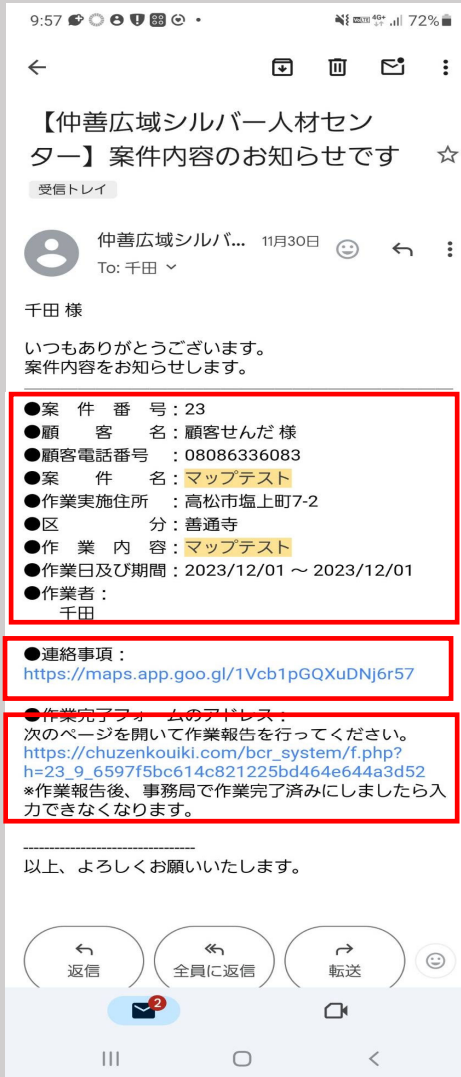 9:57 72%
【仲善広域シルバー人材セン
ター】案件内容のお知らせです
受信トレイ
仲善広域シルバ... 11月30日
To: 千田
千田 様
いつもありがとうございます。
案件内容をお知らせします。
●案 件 番 号：23
●顧 客 名：顧客せんだ 様
●顧客電話番号 ：08086336083
●案 件 名：マップテスト
●作業実施住所 ：高松市塩上町7-2
●区 分：善通寺
●作 業 内 容：マップテスト
●作業日及び期間：2023/12/01 ～ 2023/12/01
●作業者：
千田
●連絡事項：
https://maps.app.goo.gl/1Vcb1pGQXuDNj6r57
●作業完了フォームのアドレス：
次のページを開いて作業報告を行ってください。
https://chuzenkouiki.com/bcr_system/f.php?
h=23_9_6597f5bc614c821225bd464e644a3d52
*作業報告後、事務局で作業完了済みにしましたら入
力できなくなります。
---------------------------------
以上、よろしくお願いいたします。
返信 全員に返信 転送
2